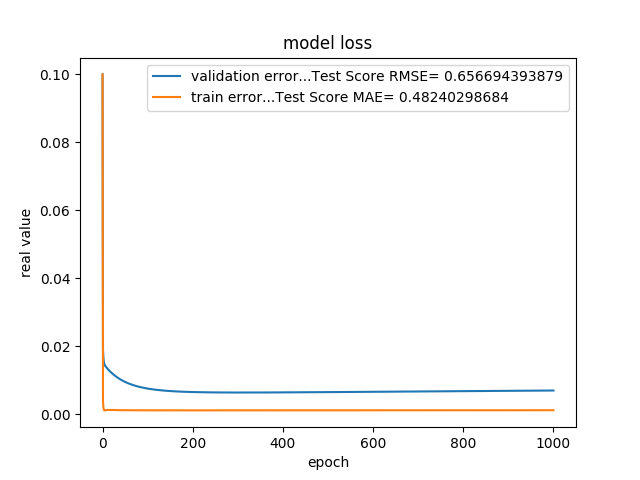 model loss
validation error...Test Score RMSE= 0.656694393879
train error...Test Score MAE= 0.48240298684
real value
0.10
0.08
0.06
0.04
0.02
0.00
0 200 400 600 800 1000
epoch